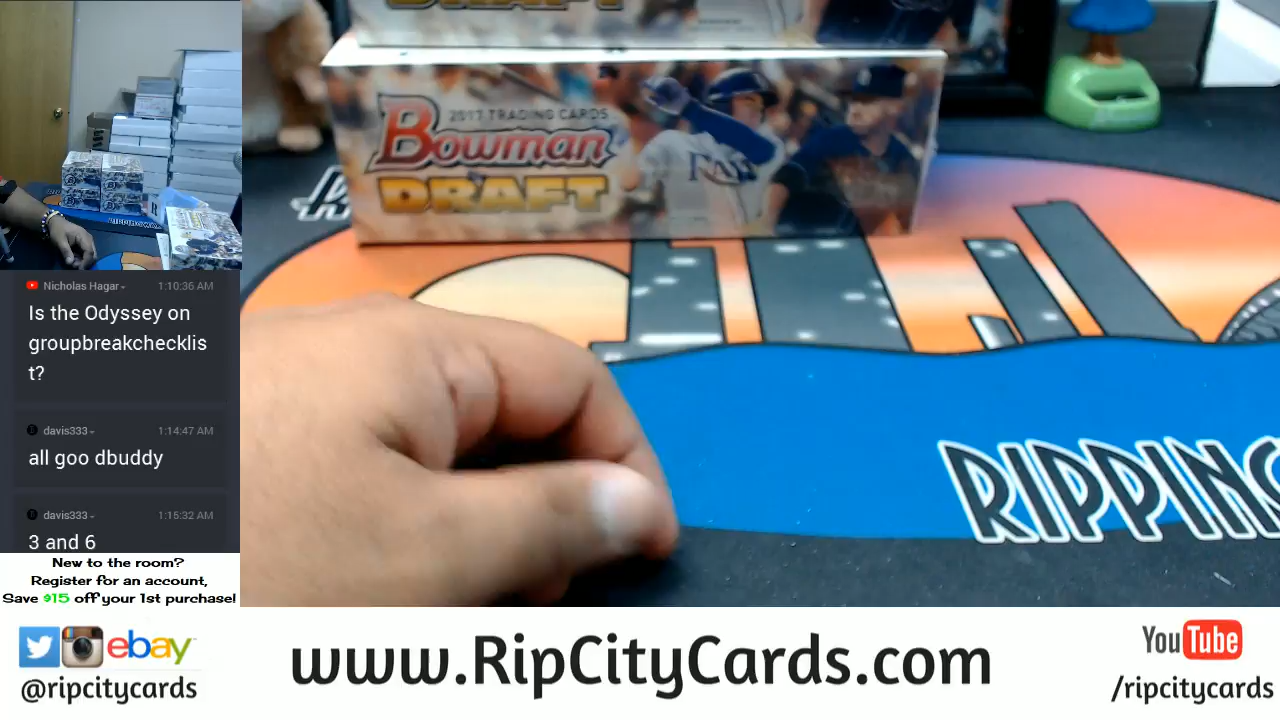 DRAFT
2017 TRADING CARDS
Bowman
DRAFT
RAYS
RIPPING
Nicholas Hagar 1:10:36 AM
Is the Odyssey on
groupbreakchecklis
t?
davis333 1:14:47 AM
all goo dbuddy
davis333 1:15:32 AM
3 and 6
New to the room?
Register for an account,
Save $15 off your 1st purchase!
ebay
@ripcitycards
www.RipCityCards.com
YouTube
/ripcitycards